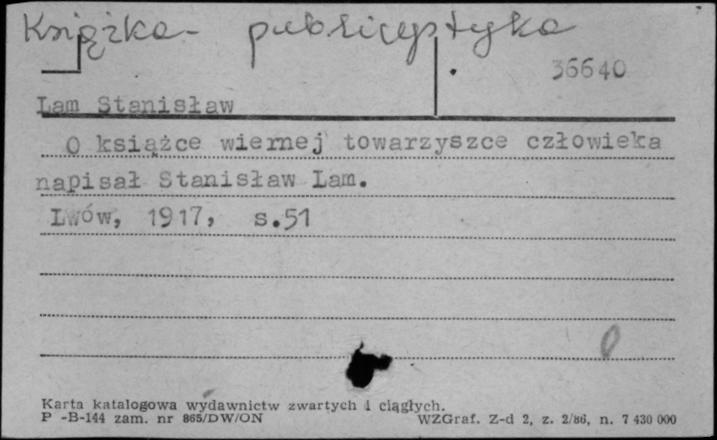 Książka - publicystyka
36640
Lam Stanisław
O książce wiernej towarzyszce człowieka
napisał Stanisław Lam.
Lwów, 1917, s.51
0
Karta katalogowa wydawnictw zwartych i ciągłych.
P -B-144 zam. nr 865/DW/ON WZGraf. Z-d 2, z. 2/86, n. 7 430 000